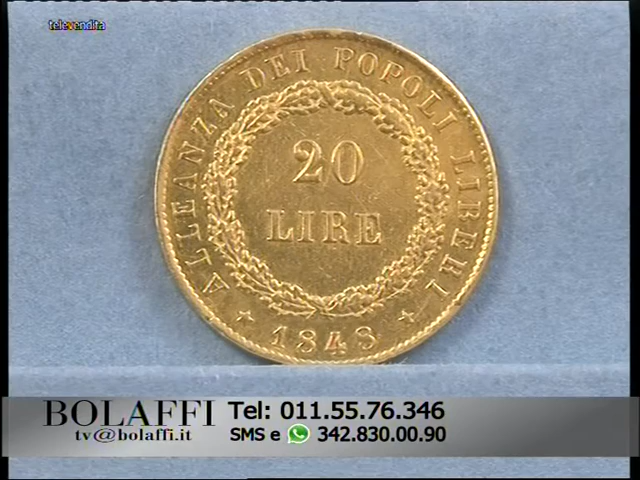 televendita
ALLEANZA DEI POPOLI LIBERI
20
LIRE
1848
BOLAFFI
tv@bolaffi.it
Tel: 011.55.76.346
SMS e 342.830.00.90